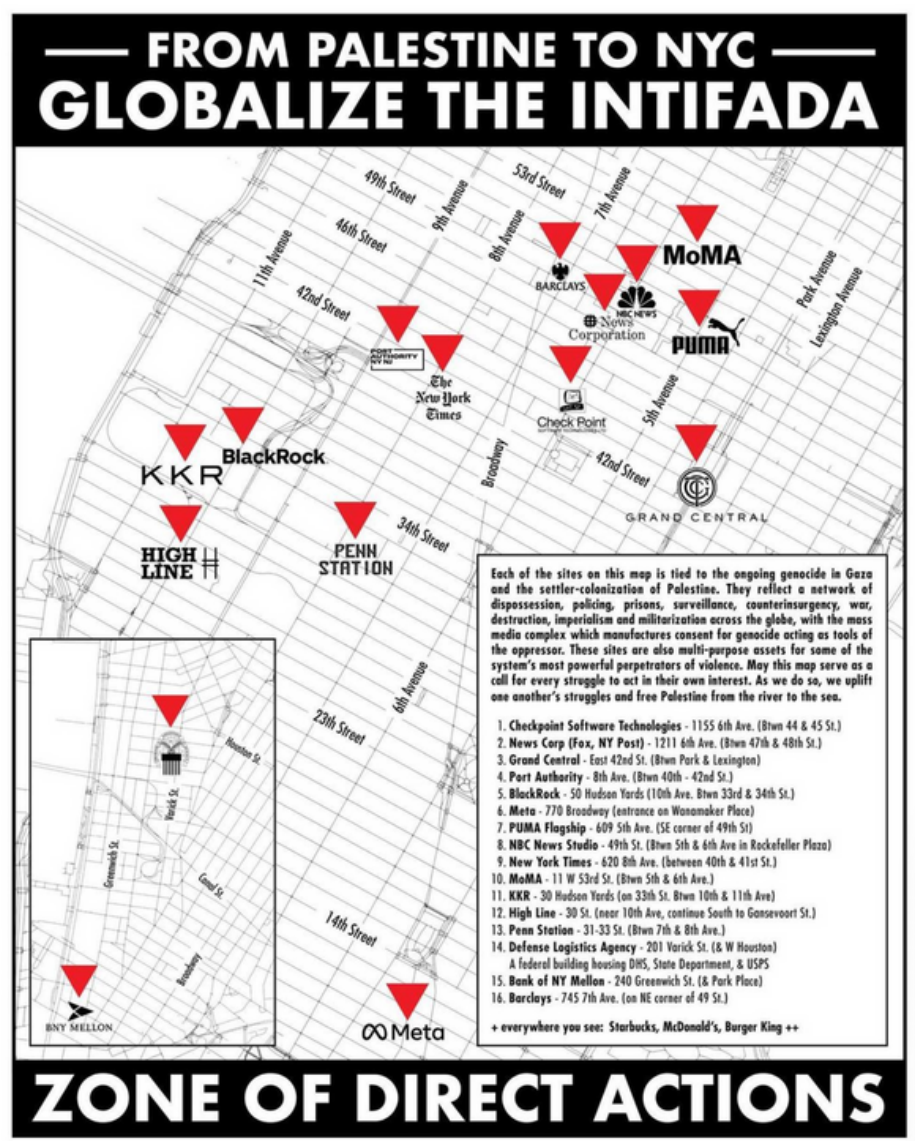 FROM PALESTINE TO NYC
GLOBALIZE THE INTIFADA
53rd Street
49th Street
7th Avenue
9th Avenue
8th Avenue
46th Street
11th Avenue
MoMA
Park Avenue
Lexington Avenue
BARCLAYS
42nd Street
NBC NEWS
News
Corporation
PUMA
PORT
AUTHORITY
NY NJ
The
New York
Times
Check Point
SOFTWARE TECHNOLOGIES LTD
5th Avenue
Broadway
42nd Street
BlackRock
KKR
GRAND CENTRAL
HIGH
LINE
PENN
STATION
34th Street
Each of the sites on this map is tied to the ongoing genocide in Gaza
and the settler-colonization of Palestine. They reflect a network of
dispossession, policing, prisons, surveillance, counterinsurgency, war,
destruction, imperialism and militarization across the globe, with the mass
media complex which manufactures consent for genocide acting as tools of
the oppressor. These sites are also multi-purpose assets for some of the
system's most powerful perpetrators of violence. May this map serve as a
call for every struggle to act in their own interest. As we do so, we uplift
one another's struggles and free Palestine from the river to the sea.
1. Checkpoint Software Technologies - 1155 6th Ave. (Btwn 44 & 45 St.)
2. News Corp (Fox, NY Post) - 1211 6th Ave. (Btwn 47th & 48th St.)
3. Grand Central - East 42nd St. (Btwn Park & Lexington)
4. Port Authority - 8th Ave. (Btwn 40th - 42nd St.)
5. BlackRock - 50 Hudson Yards (10th Ave. Btwn 33rd & 34th St.)
6. Meta - 770 Broadway (entrance on Wanamaker Place)
7. PUMA Flagship - 609 5th Ave. (SE corner of 49th St)
8. NBC News Studio - 49th St. (Btwn 5th & 6th Ave in Rockefeller Plaza)
9. New York Times - 620 8th Ave. (between 40th & 41st St.)
10. MoMA - 11 W 53rd St. (Btwn 5th & 6th Ave.)
11. KKR - 30 Hudson Yards (on 33th St. Btwn 10th & 11th Ave)
12. High Line - 30 St. (near 10th Ave, continue South to Gansevoort St.)
13. Penn Station - 31-33 St. (Btwn 7th & 8th Ave.)
14. Defense Logistics Agency - 201 Varick St. (& W Houston)
A federal building housing DHS, State Department, & USPS
15. Bank of NY Mellon - 240 Greenwich St. (& Park Place)
16. Barclays - 745 7th Ave. (on NE corner of 49 St.)
+ everywhere you see: Starbucks, McDonald's, Burger King ++
6th Avenue
23th Street
14th Street
Meta
Houston St.
Varick St.
Greenwich St.
Canal St.
Broadway
BNY MELLON
ZONE OF DIRECT ACTIONS